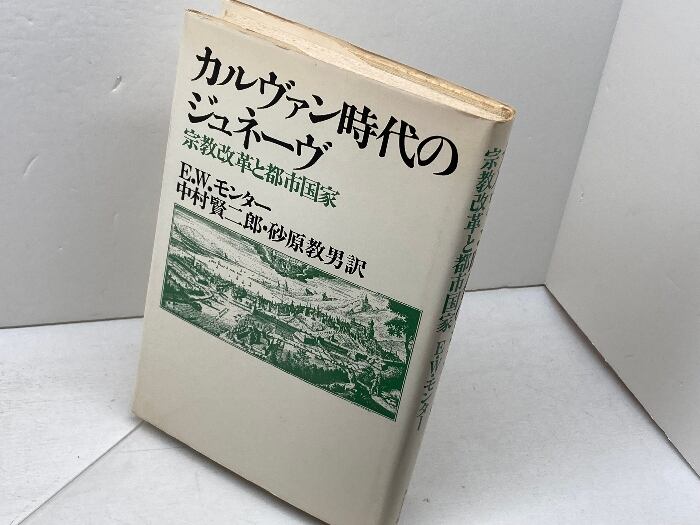 カルヴァン時代の
ジュネーヴ
宗教改革と都市国家
E.W.モンター
中村賢二郎・砂原教男訳
宗教改革と都市国家 E.W.モンター